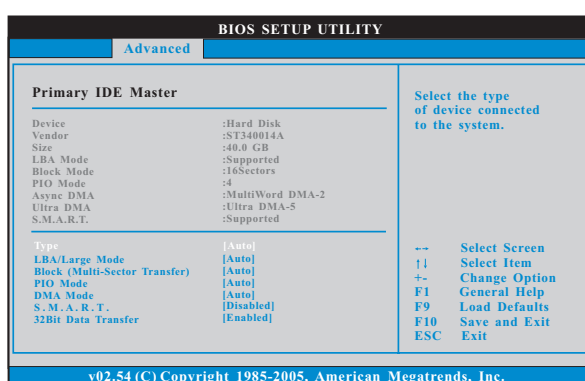 BIOS SETUP UTILITY
Advanced
Primary IDE Master
Device :Hard Disk
Vendor :ST340014A
Size :40.0 GB
LBA Mode :Supported
Block Mode :16Sectors
PIO Mode :4
Async DMA :MultiWord DMA-2
Ultra DMA :Ultra DMA-5
S.M.A.R.T. :Supported
Type [Auto]
LBA/Large Mode [Auto]
Block (Multi-Sector Transfer) [Auto]
PIO Mode [Auto]
DMA Mode [Auto]
S.M.A.R.T. [Disabled]
32Bit Data Transfer [Enabled]
Select the type
of device connected
to the system.
←→ Select Screen
↑↓ Select Item
+- Change Option
F1 General Help
F9 Load Defaults
F10 Save and Exit
ESC Exit
v02.54 (C) Copyright 1985-2005, American Megatrends, Inc.